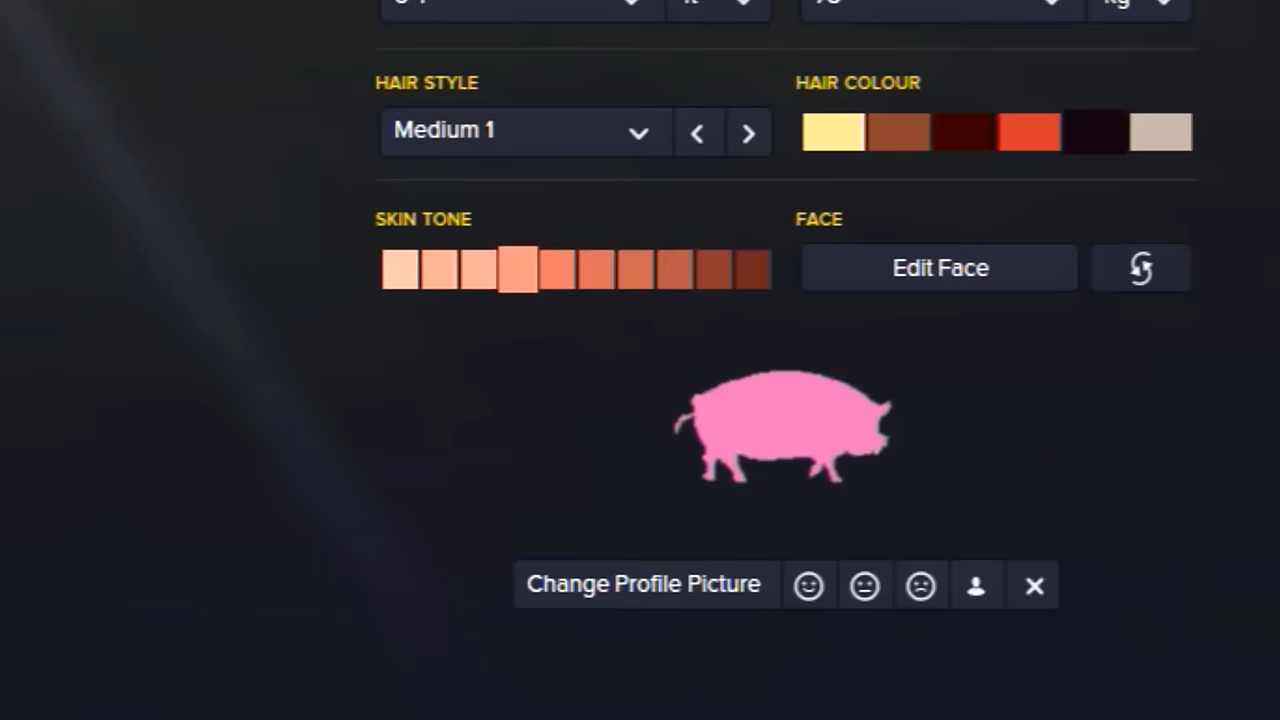 HAIR STYLE
HAIR COLOUR
Medium 1
SKIN TONE
FACE
Edit Face
Change Profile Picture